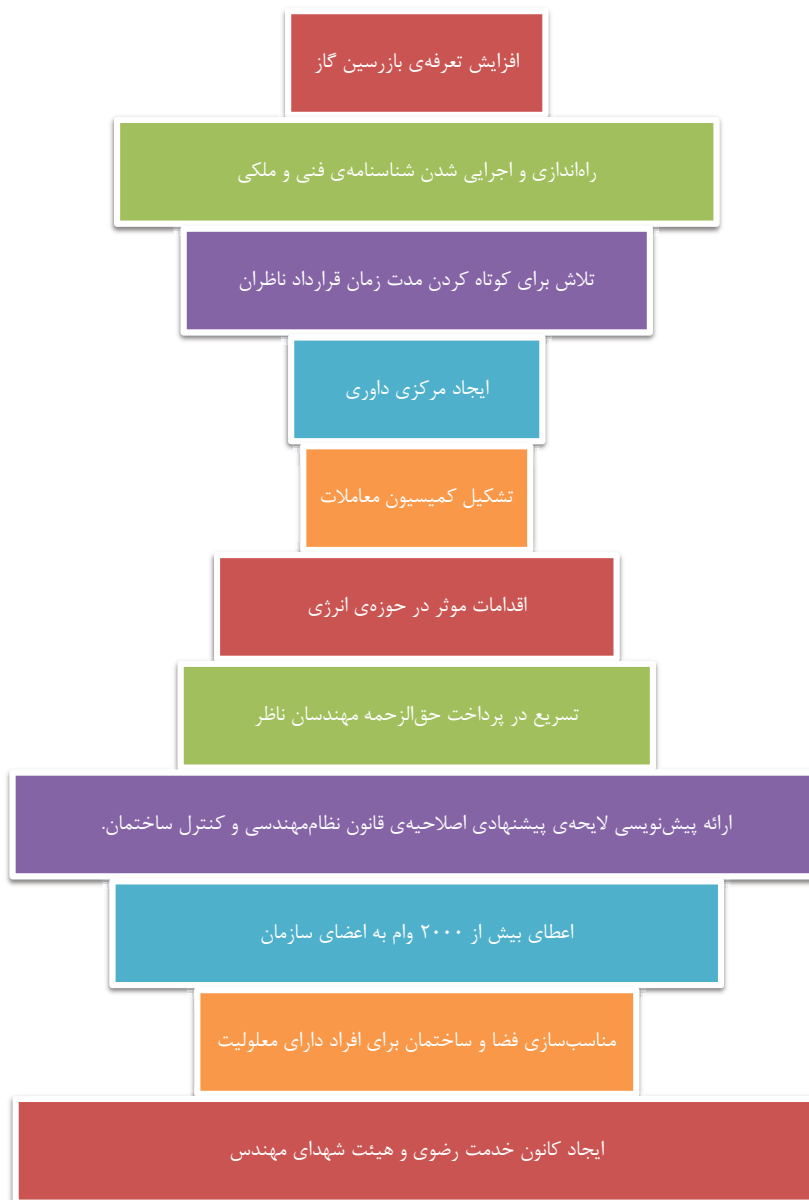 افزایش تعرفه‌ی بازرسین گاز
راه‌اندازی و اجرایی شدن شناسنامه‌ی فنی و ملکی
تلاش برای کوتاه کردن مدت زمان قرارداد ناظران
ایجاد مرکزی داوری
تشکیل کمیسیون معاملات
اقدامات موثر در حوزه‌ی انرژی
تسریع در پرداخت حق‌الزحمه مهندسان ناظر
ارائه پیش‌نویسی لایحه‌ی پیشنهادی اصلاحیه‌ی قانون نظام‌مهندسی و کنترل ساختمان.
اعطای بیش از ۲۰۰۰ وام به اعضای سازمان
مناسب‌سازی فضا و ساختمان برای افراد دارای معلولیت
ایجاد کانون خدمت رضوی و هیئت شهدای مهندس